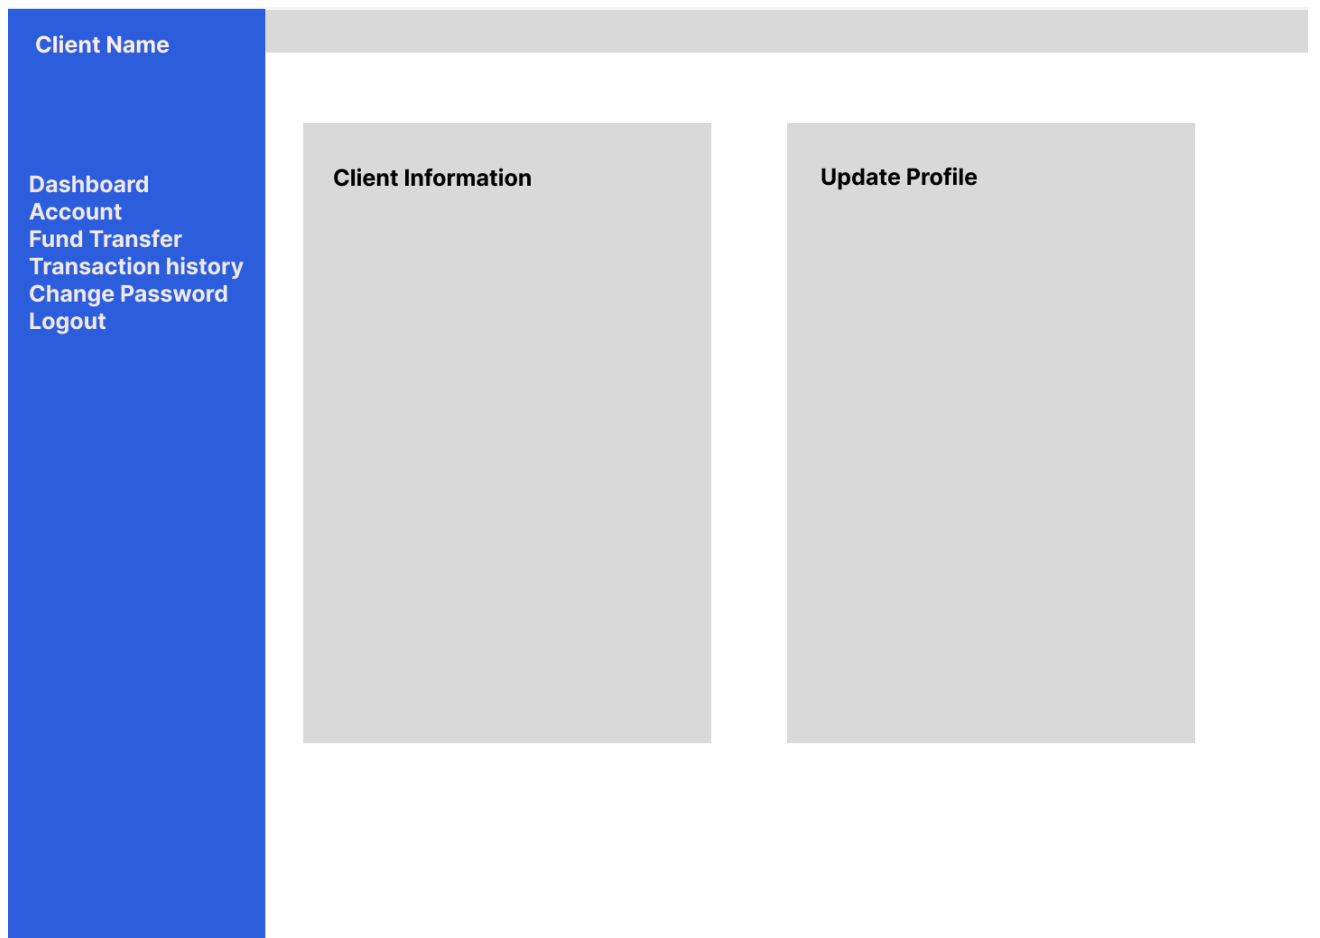 Client Name
Dashboard
Account
Fund Transfer
Transaction history
Change Password
Logout
Client Information
Update Profile